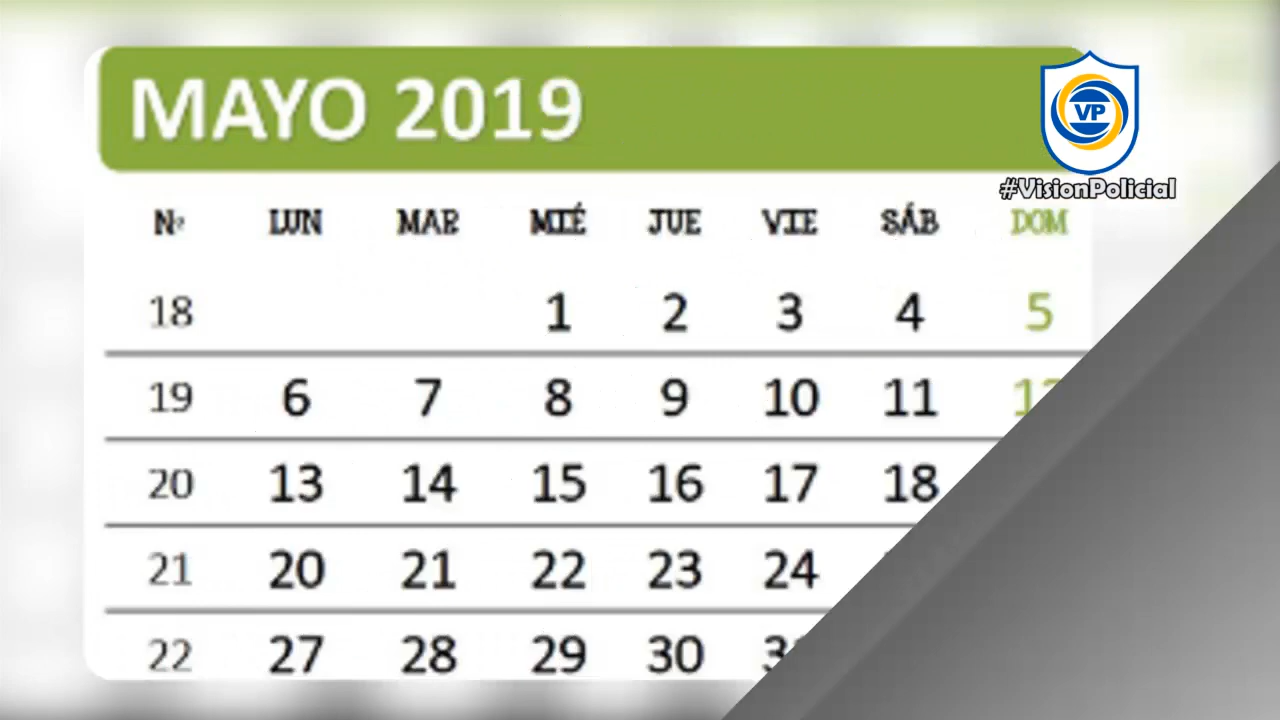 MAYO 2019
VP
#VisionPolicial
Nº LUN MAR MIÉ JUE VIE SÁB DOM
18 1 2 3 4 5
19 6 7 8 9 10 11
20 13 14 15 16 17 18
21 20 21 22 23 24
22 27 28 29 30